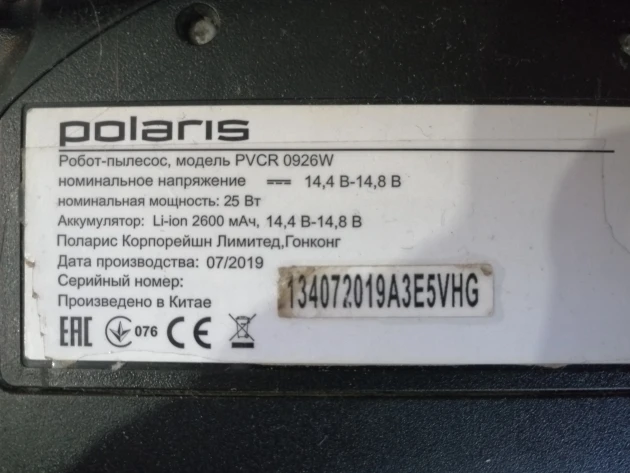 polaris
Робот-пылесос, модель PVCR 0926W
номинальное напряжение 14,4 В-14,8 В
номинальная мощность: 25 Вт
Аккумулятор: Li-ion 2600 мАч, 14,4 В-14,8 В
Поларис Корпорейшн Лимитед,Гонконг
Дата производства: 07/2019
Серийный номер: 134072019A3E5VHG
Произведено в Китае
EAC 076 CE